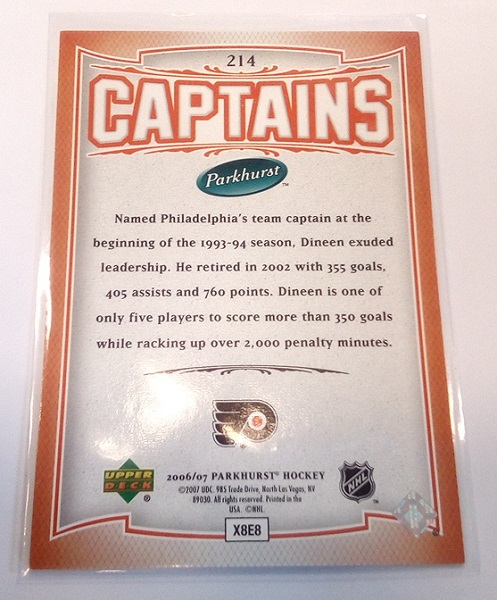 214
CAPTAINS
Parkhurst™
Named Philadelphia's team captain at the
beginning of the 1993-94 season, Dineen exuded
leadership. He retired in 2002 with 355 goals,
405 assists and 760 points. Dineen is one of
only five players to score more than 350 goals
while racking up over 2,000 penalty minutes.
UPPER
DECK
®
2006/07 PARKHURST® HOCKEY
©2007 UDC. 985 Trade Drive, North Las Vegas, NV
89030. All rights reserved. Printed in the
USA. ©NHL.
NHL
™
X8E8